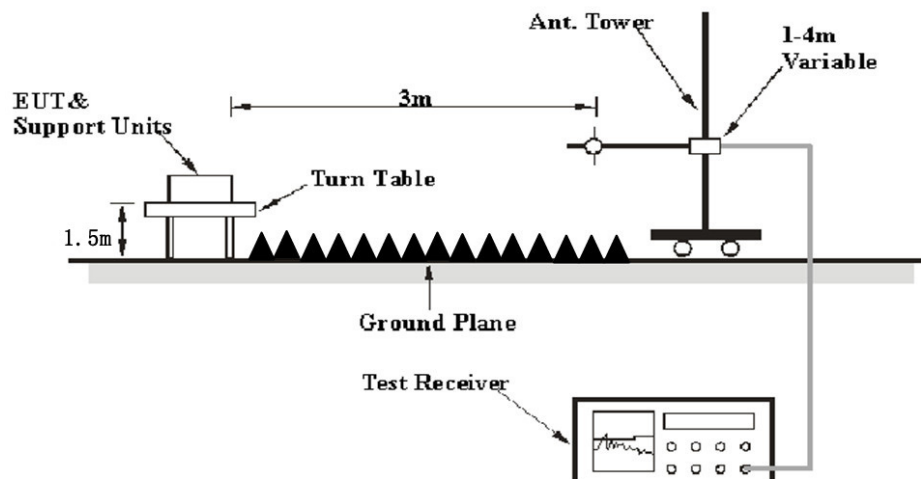 Ant. Tower
1-4m
Variable
3m
EUT&
Support Units
Turn Table
1.5m
Ground Plane
Test Receiver